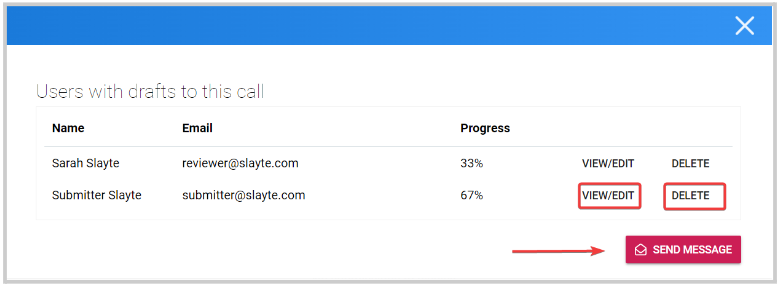 Users with drafts to this call
Name Email Progress
Sarah Slayte reviewer@slayte.com 33% VIEW/EDIT DELETE
Submitter Slayte submitter@slayte.com 67% VIEW/EDIT DELETE
SEND MESSAGE